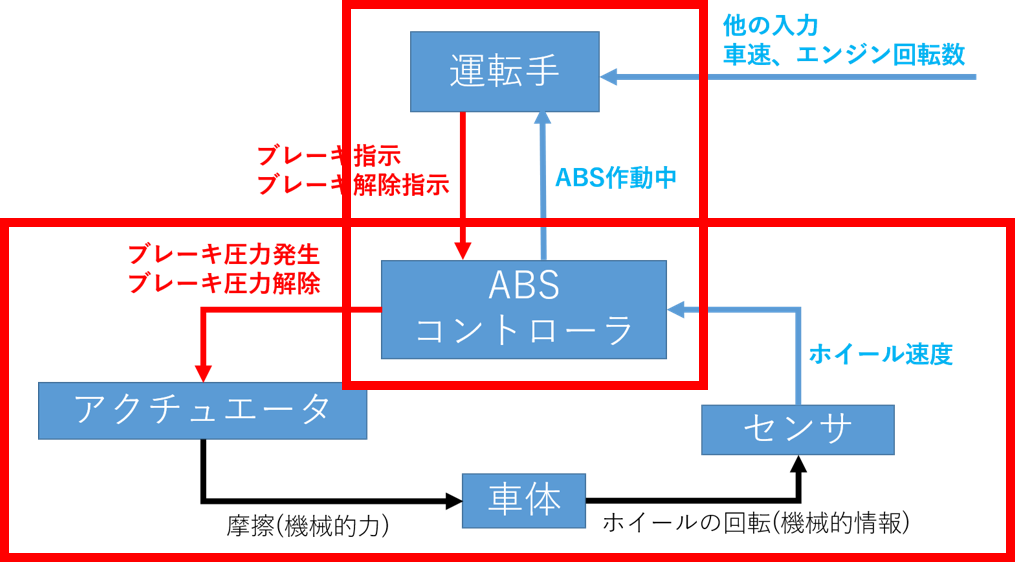 他の入力
車速、エンジン回転数
運転手
ブレーキ指示
ブレーキ解除指示
ABS作動中
ブレーキ圧力発生
ブレーキ圧力解除
ABS
コントローラ
ホイール速度
アクチュエータ
センサ
車体
摩擦(機械的力)
ホイールの回転(機械的情報)